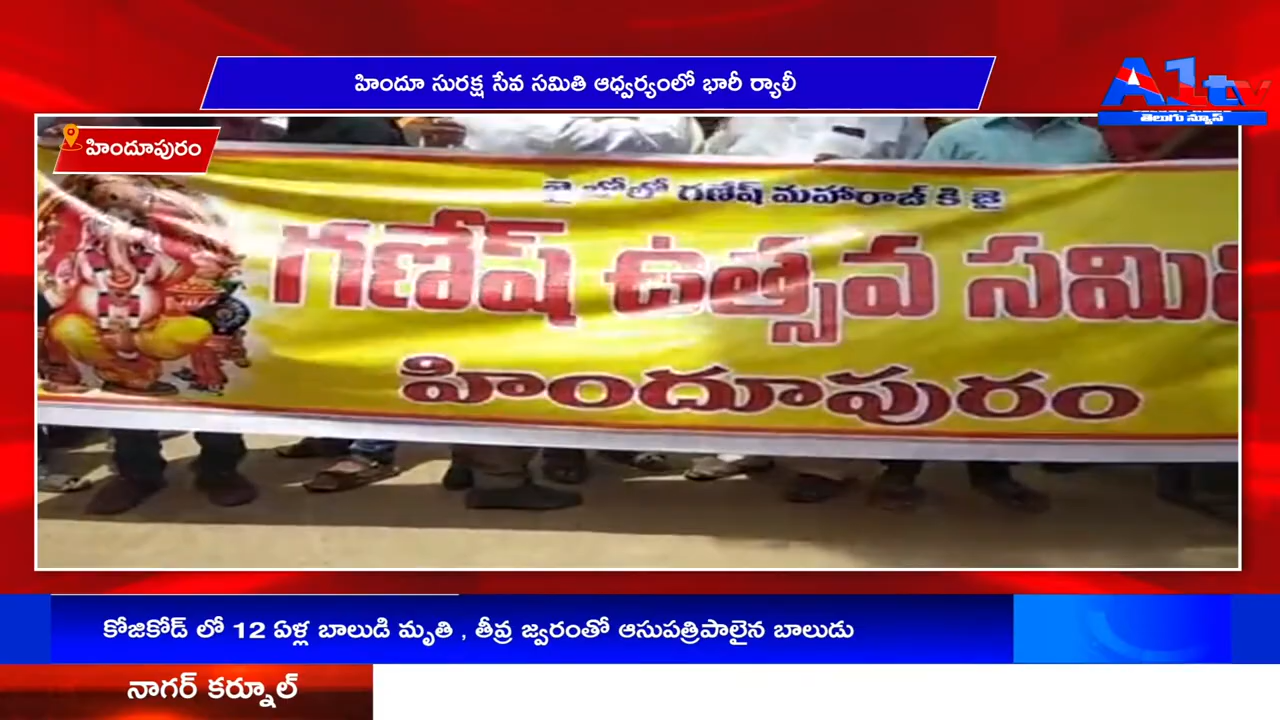 హిందూ సురక్ష సేవ సమితి ఆధ్వర్యంలో భారీ ర్యాలీ
A1tv
తెలుగు న్యూస్
హిందూపురం
జై బోలో గణేష్ మహారాజ్ కి జై
గణేష్ ఉత్సవ సమితి
హిందూపురం
కోజికోడ్ లో 12 ఏళ్ల బాలుడి మృతి , తీవ్ర జ్వరంతో ఆసుపత్రిపాలైన బాలుడు
నాగర్ కర్నూల్